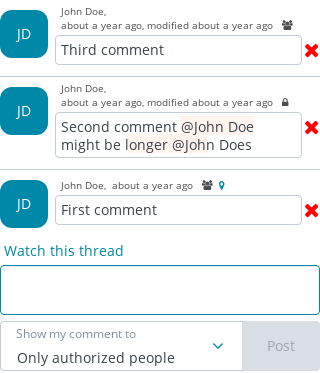 John Doe,
JD
about a year ago, modified about a year ago
Third comment
John Doe,
JD
about a year ago, modified about a year ago
Second comment @John Doe
might be longer @John Does
JD
John Doe, about a year ago
First comment
Watch this thread
Show my comment to
Only authorized people
Post